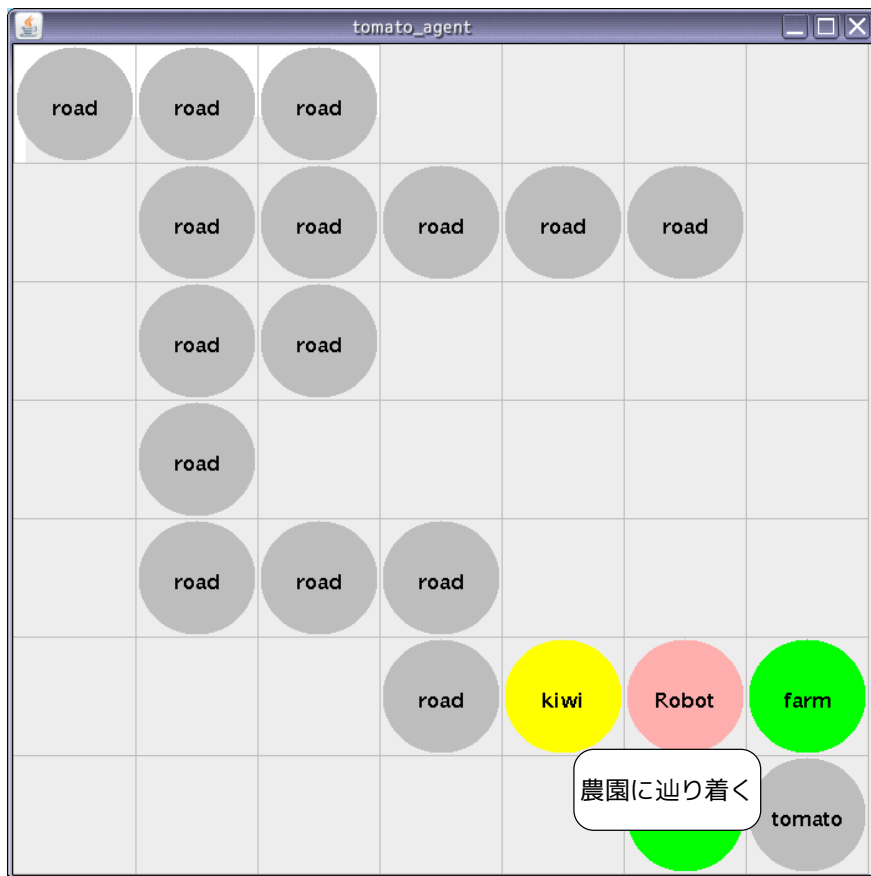 tomato_agent
road road road
road road road road road
road road
road
road road road
road kiwi Robot farm
農園に辿り着く
tomato